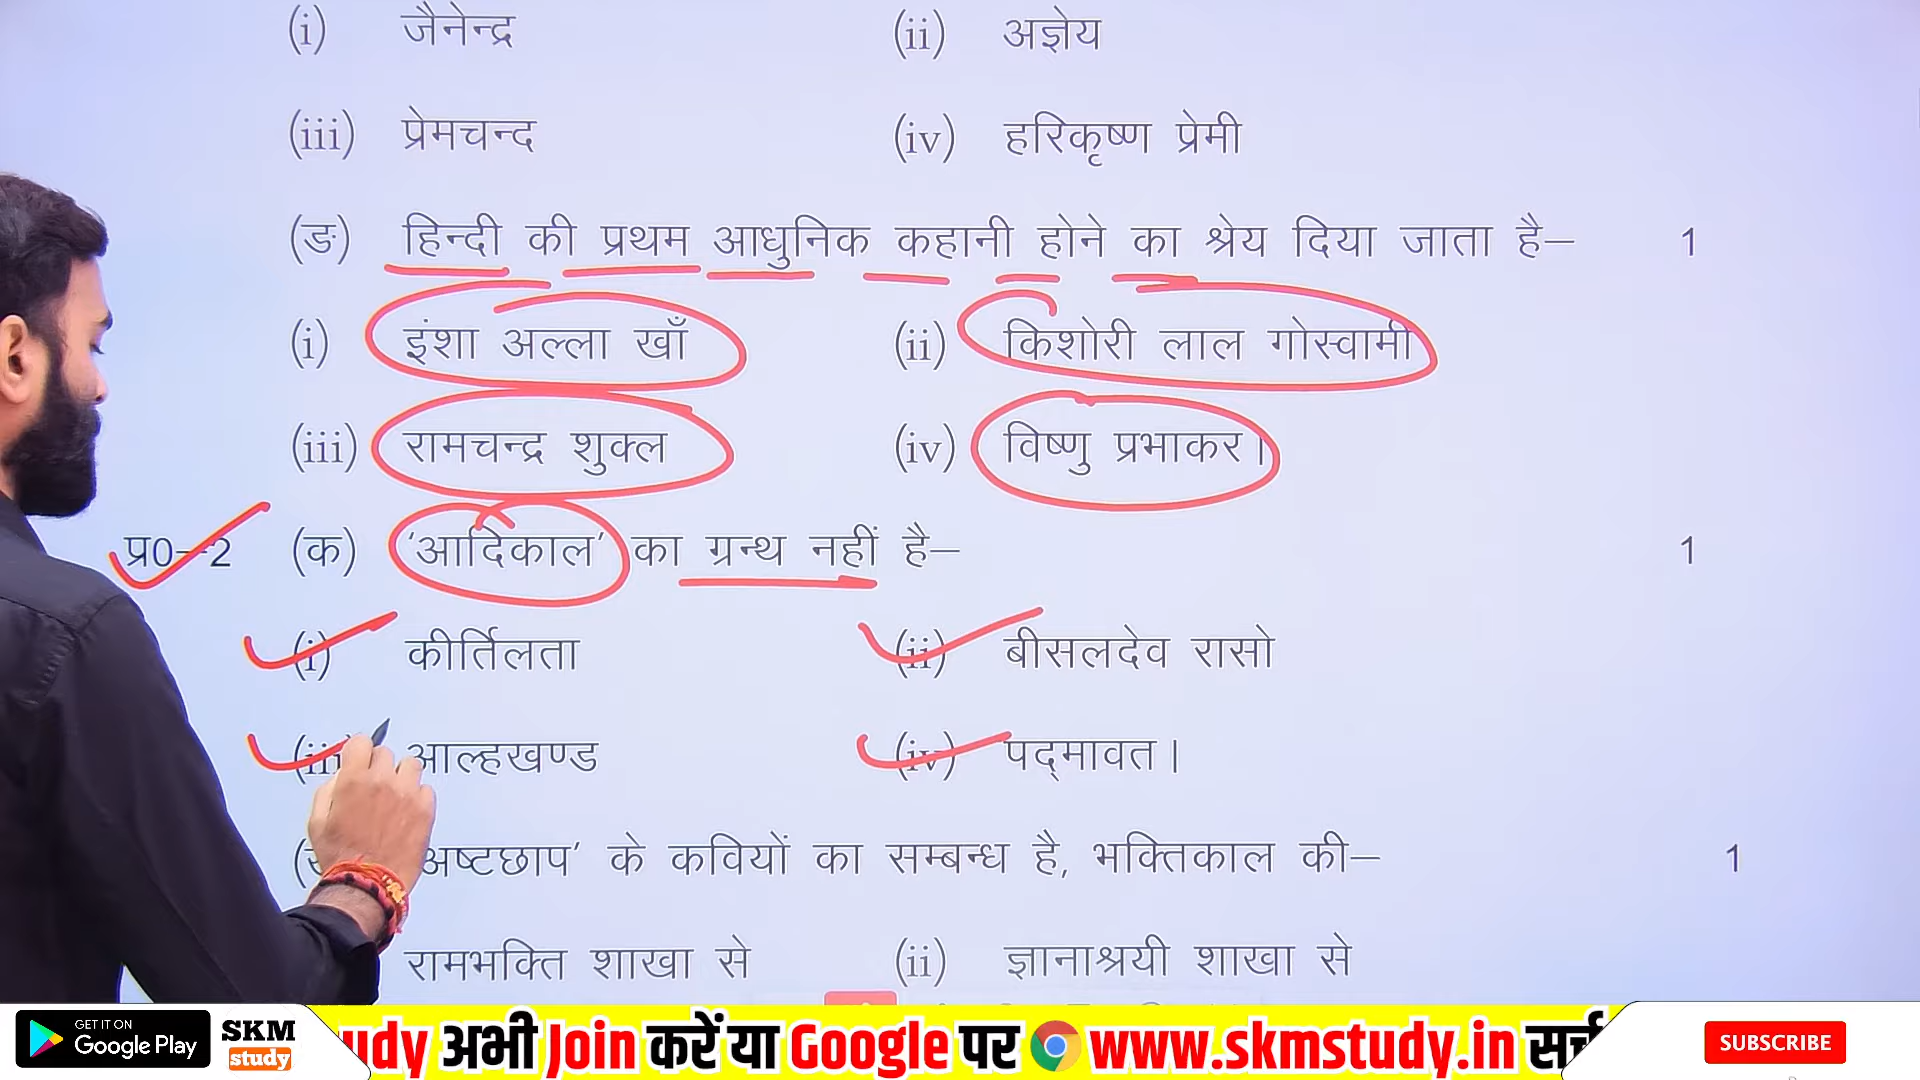 (i) जैनेन्द्र (ii) अज्ञेय
(iii) प्रेमचन्द (iv) हरिकृष्ण प्रेमी
(ङ) हिन्दी की प्रथम आधुनिक कहानी होने का श्रेय दिया जाता है– 1
(i) इंशा अल्ला खाँ (ii) किशोरी लाल गोस्वामी
(iii) रामचन्द्र शुक्ल (iv) विष्णु प्रभाकर।
प्र0–2 (क) 'आदिकाल' का ग्रन्थ नहीं है– 1
(i) कीर्तिलता (ii) बीसलदेव रासो
(iii) आल्हखण्ड (iv) पद्‌मावत।
अष्टछाप' के कवियों का सम्बन्ध है, भक्तिकाल की– 1
रामभक्ति शाखा से (ii) ज्ञानाश्रयी शाखा से
GET IT ON
Google Play
SKM
study
udy अभी Join करें या Google पर www.skmstudy.in सर्च
SUBSCRIBE